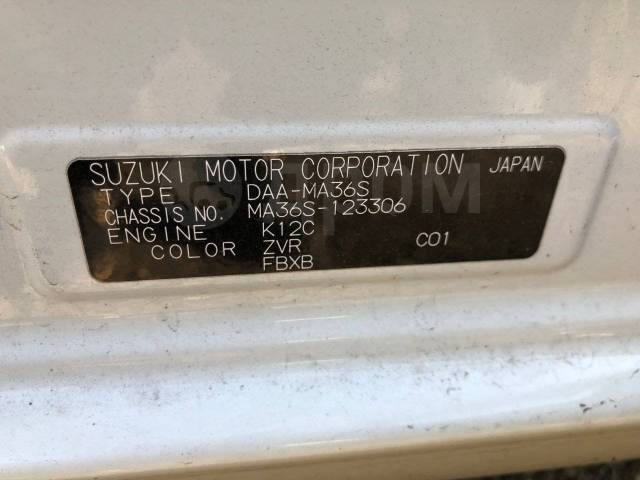 SUZUKI MOTOR CORPORATION JAPAN
TYPE DAA-MA36S
CHASSIS NO. MA36S-123306
ENGINE K12C
COLOR ZVR C01
FBXB